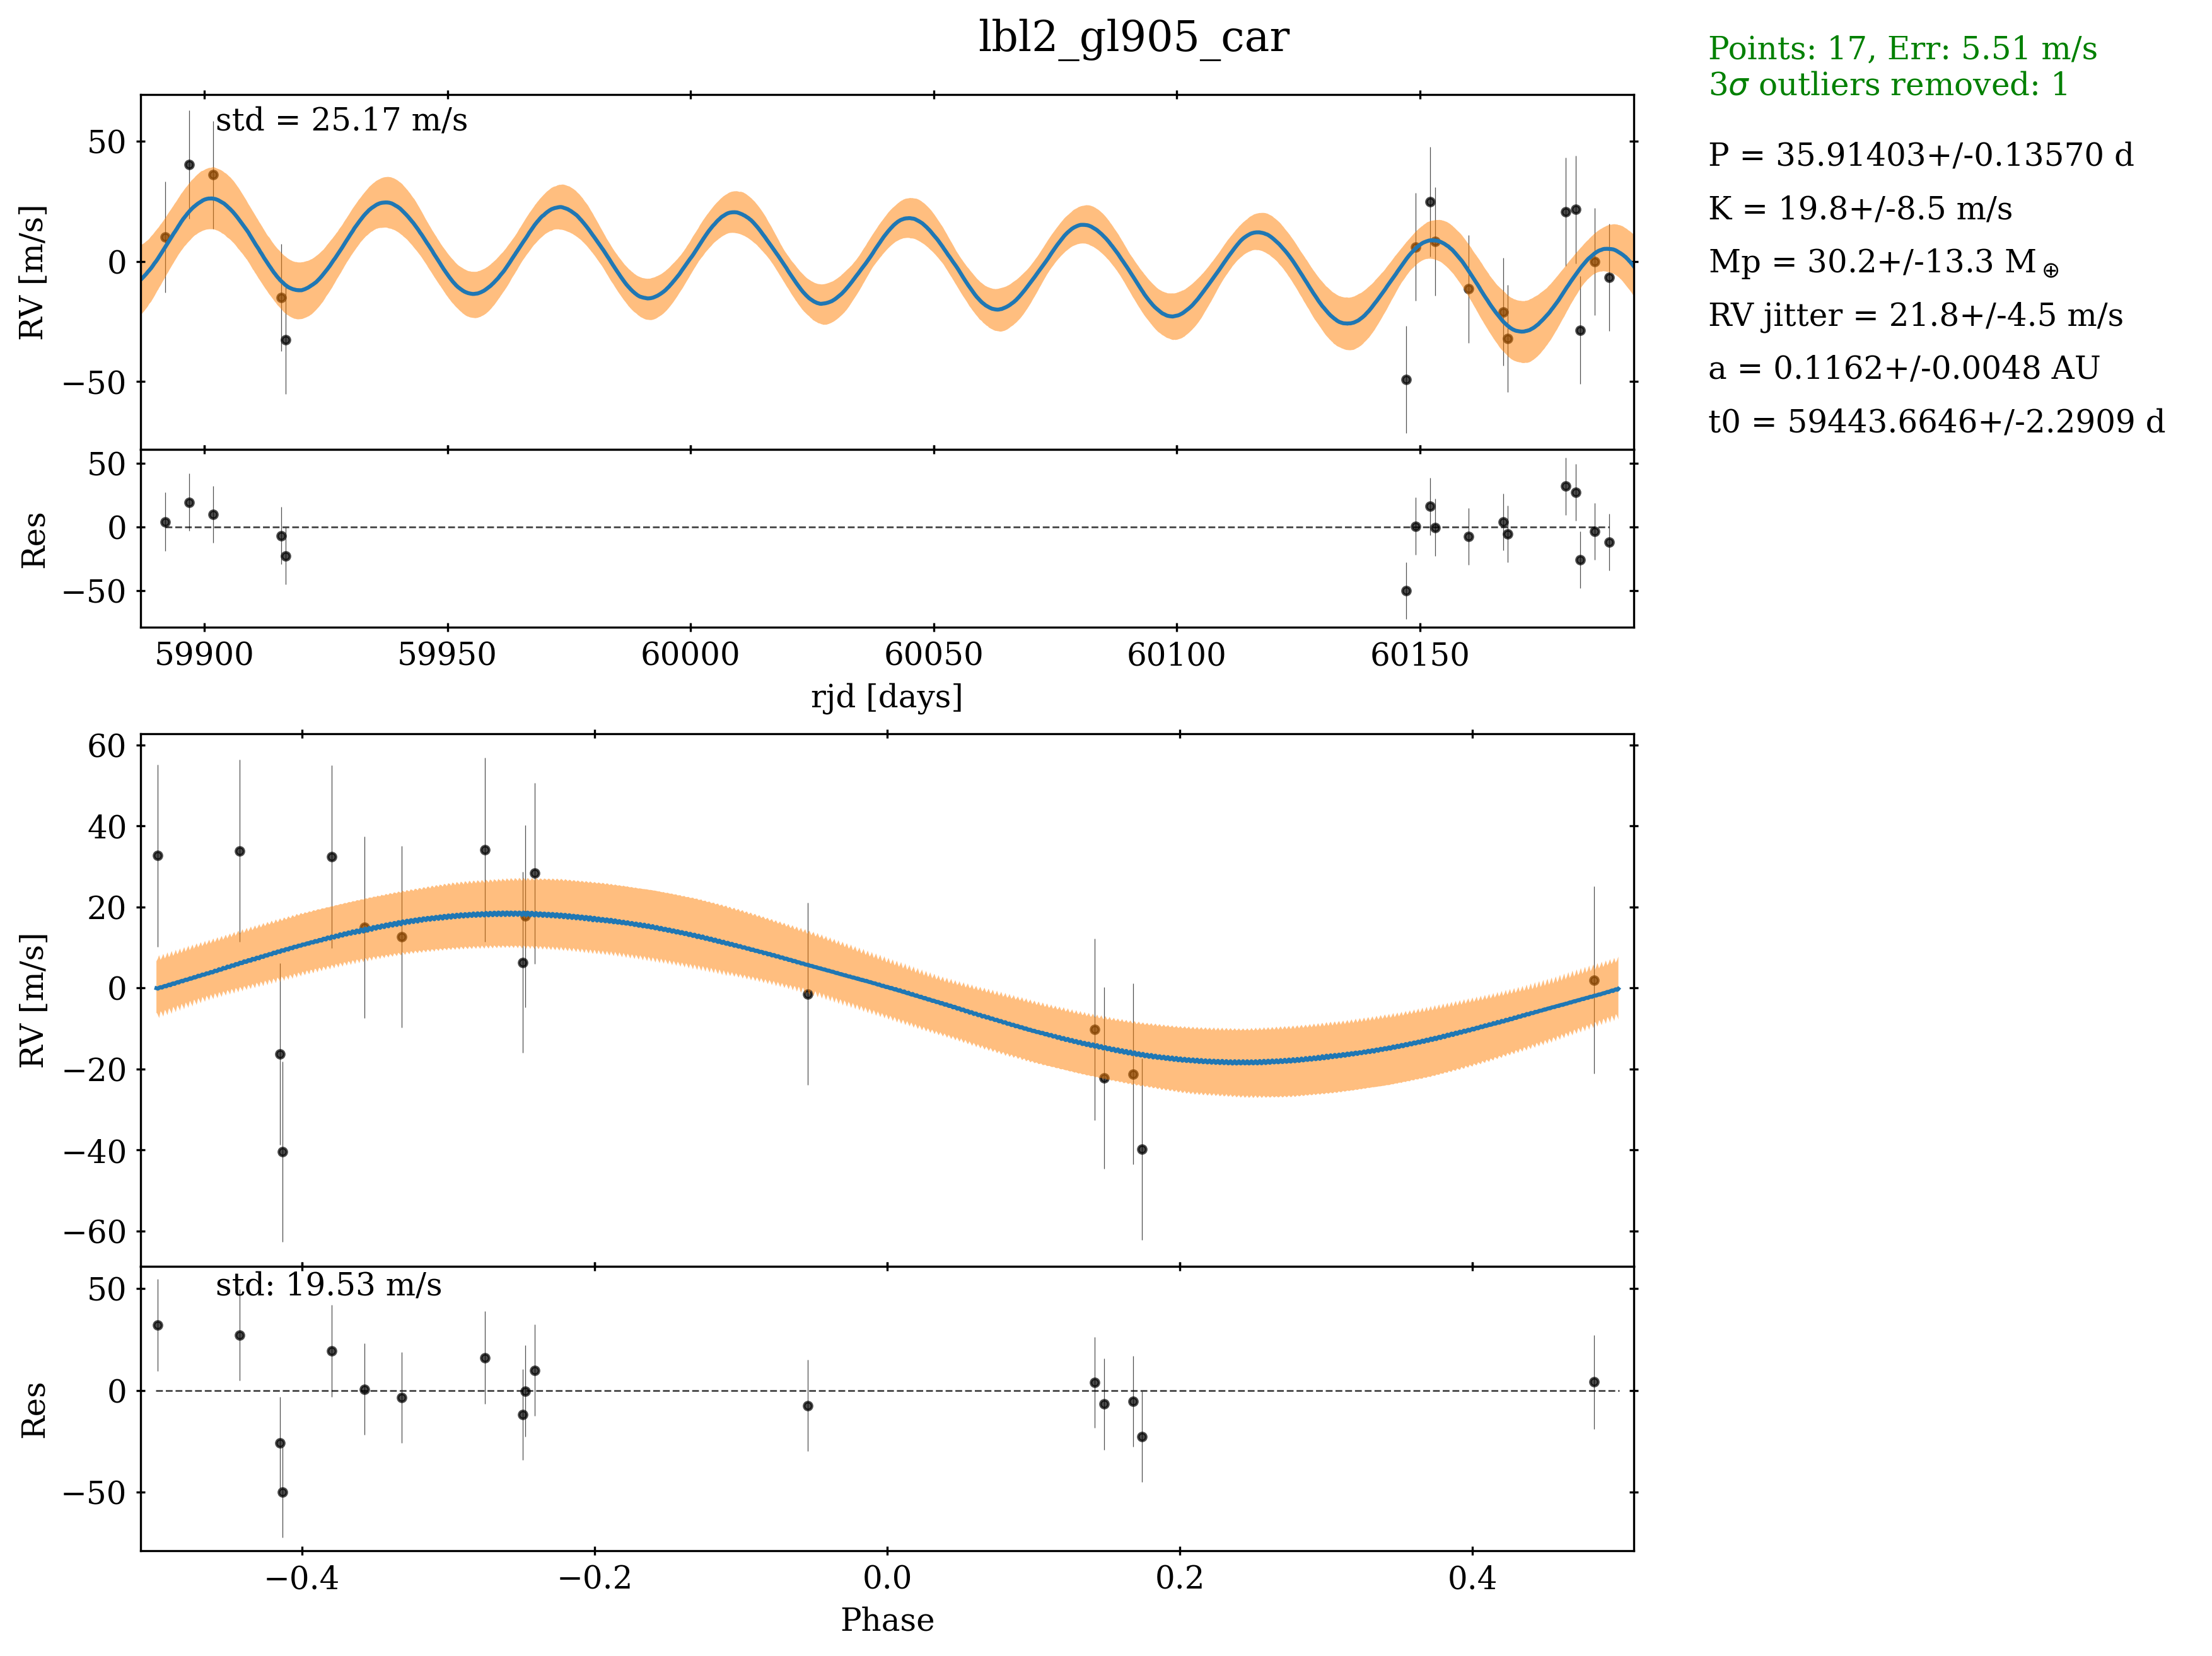 lbl2_gl905_car
Points: 17, Err: 5.51 m/s
3σ outliers removed: 1
P = 35.91403+/-0.13570 d
K = 19.8+/-8.5 m/s
Mp = 30.2+/-13.3 M⊕
RV jitter = 21.8+/-4.5 m/s
a = 0.1162+/-0.0048 AU
t0 = 59443.6646+/-2.2909 d
std = 25.17 m/s
RV [m/s]
50
0
−50
Res
50
0
−50
59900 59950 60000 60050 60100 60150
rjd [days]
RV [m/s]
60
40
20
0
−20
−40
−60
std: 19.53 m/s
Res
50
0
−50
−0.4 −0.2 0.0 0.2 0.4
Phase